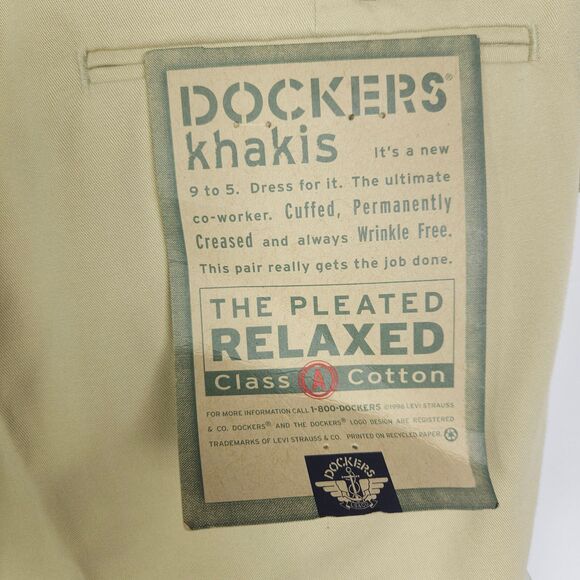 DOCKERS®
khakis It's a new
9 to 5. Dress for it. The ultimate
co-worker. Cuffed, Permanently
Creased and always Wrinkle Free.
This pair really gets the job done.
THE PLEATED
RELAXED
Class A Cotton
FOR MORE INFORMATION CALL 1-800-DOCKERS ©1996 LEVI STRAUSS
& CO. DOCKERS® AND THE DOCKERS® LOGO DESIGN ARE REGISTERED
TRADEMARKS OF LEVI STRAUSS & CO. PRINTED ON RECYCLED PAPER.
DOCKERS